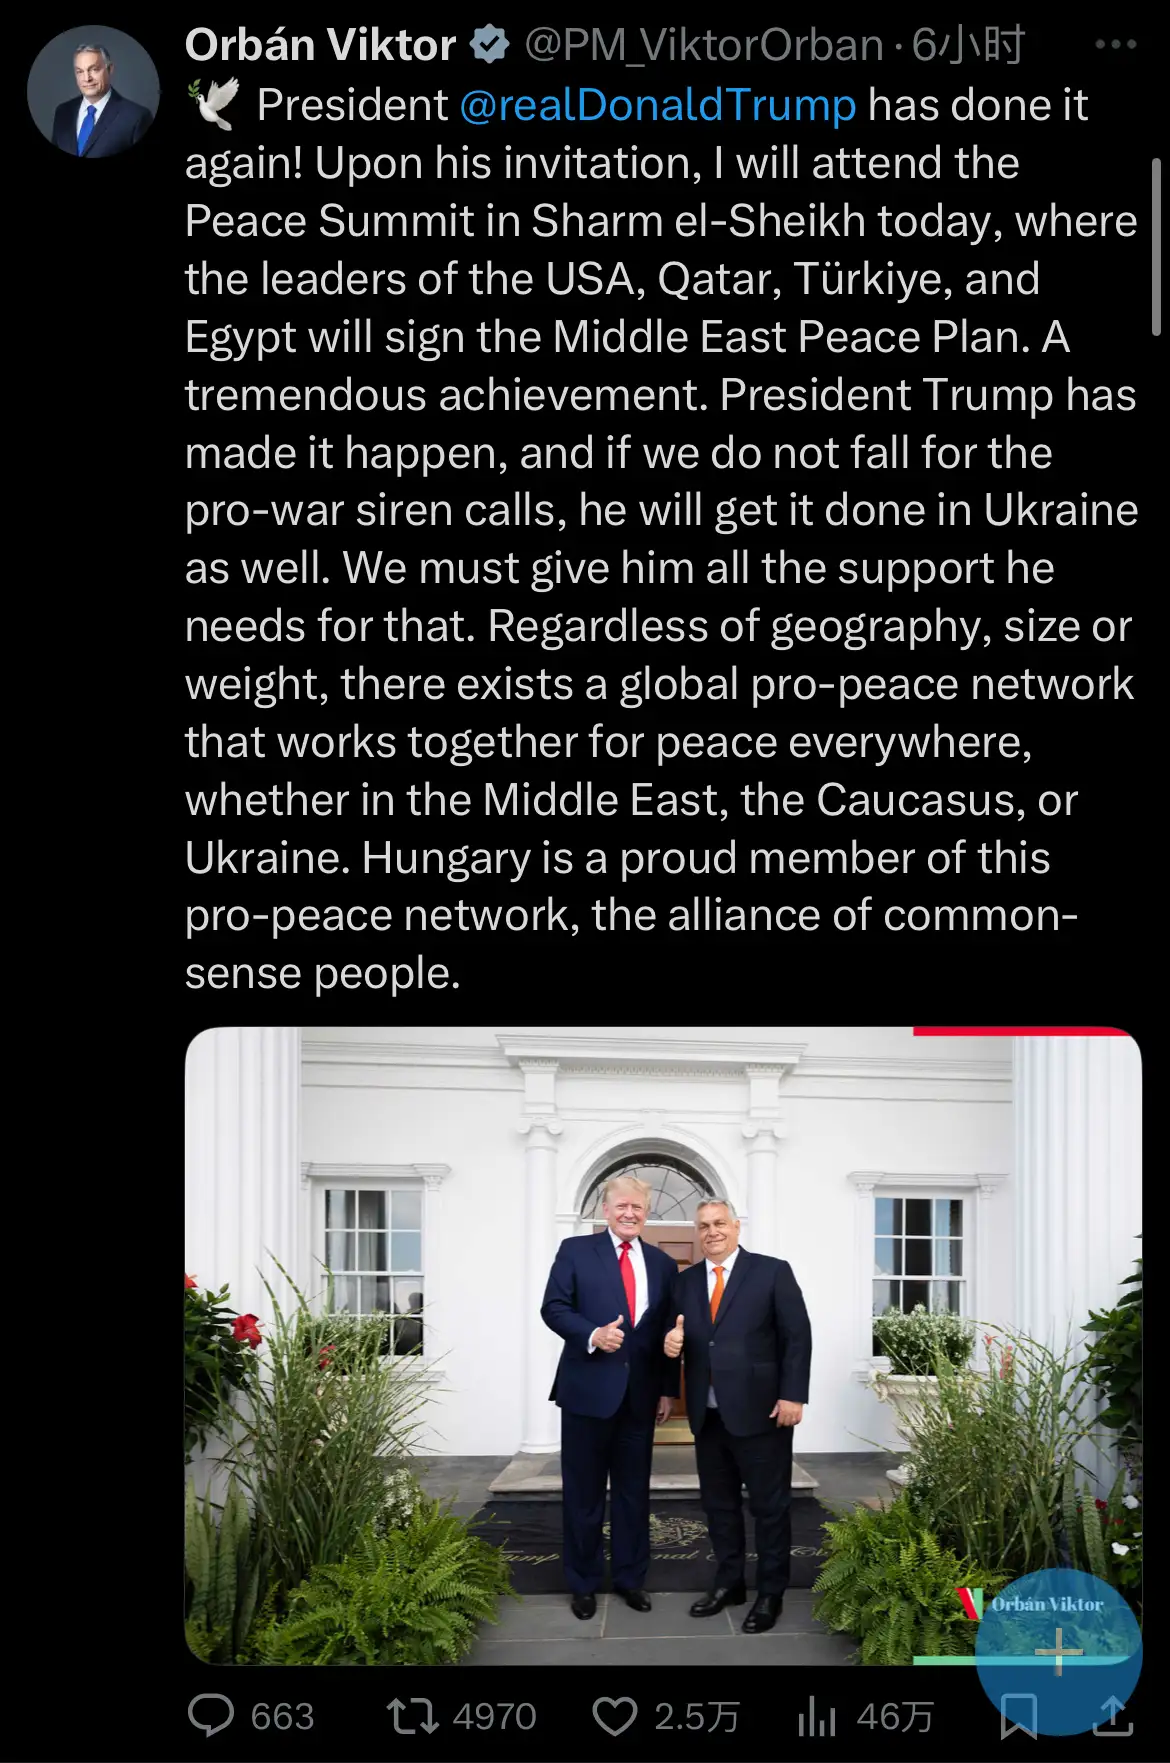 Orbán Viktor @PM_ViktorOrban · 6小时
President @realDonaldTrump has done it
again! Upon his invitation, I will attend the
Peace Summit in Sharm el-Sheikh today, where
the leaders of the USA, Qatar, Türkiye, and
Egypt will sign the Middle East Peace Plan. A
tremendous achievement. President Trump has
made it happen, and if we do not fall for the
pro-war siren calls, he will get it done in Ukraine
as well. We must give him all the support he
needs for that. Regardless of geography, size or
weight, there exists a global pro-peace network
that works together for peace everywhere,
whether in the Middle East, the Caucasus, or
Ukraine. Hungary is a proud member of this
pro-peace network, the alliance of common-
sense people.
Orbán Viktor
663 4970 2.5万 46万